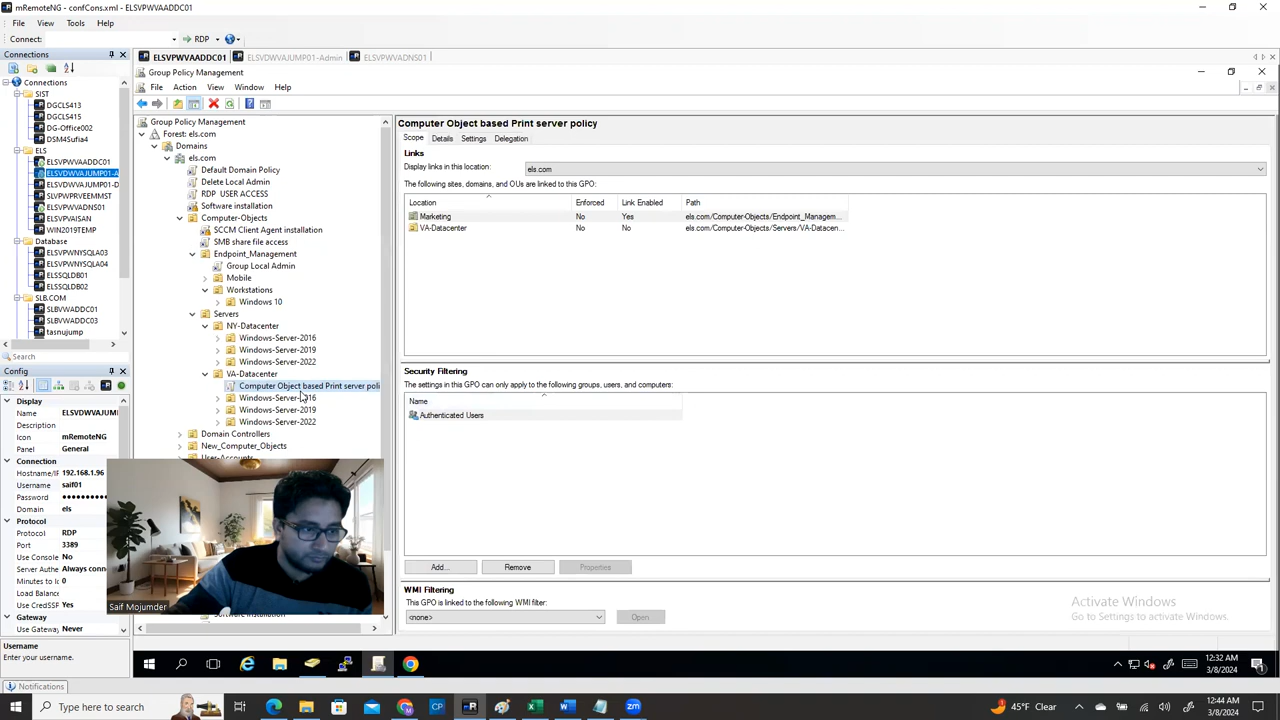 mRemoteNG - confCons.xml - ELSVPWVAADDC01
File View Tools Help
Connect: RDP
Connections
Connections
SIST
DGCLS413
DGCLS415
DG-Office002
DSM4Sufia4
ELS
ELSVPWVAADDC01
ELSVDWVAJUMP01-A
ELSVDWVAJUMP01-D
SLVWPRVEEMMST
ELSVPWVADNS01
ELSVPVAISAN
WIN2019TEMP
Database
ELSVPWVNYSQLA03
ELSVPWVNYSQLA04
ELSSQLDB01
ELSSQLDB02
SLB.COM
SLBVWADDC01
SLBVWADDC03
tasnujump
Search
Config
Display
Name ELSVDWVAJUM
Description
Icon mRemoteNG
Panel General
Connection
Hostname/IP 192.168.1.96
Username saif01
Password ••••••••
Domain els
Protocol
Protocol RDP
Port 3389
Use Console No
Server Authe Always conn
Minutes to Ic 0
Load Balance
Use CredSSP Yes
Gateway
Use Gateway Never
Username
Enter your username.
Notifications
ELSVPWVAADDC01 ELSVDWVAJUMP01-Admin ELSVPWVADNS01
Group Policy Management
File Action View Window Help
Group Policy Management
Forest: els.com
Domains
els.com
Default Domain Policy
Delete Local Admin
RDP USER ACCESS
Software installation
Computer-Objects
SCCM Client Agent installation
SMB share file access
Endpoint_Management
Group Local Admin
Mobile
Workstations
Windows 10
Servers
NY-Datacenter
Windows-Server-2016
Windows-Server-2019
Windows-Server-2022
VA-Datacenter
Computer Object based Print server poli
Windows-Server-2016
Windows-Server-2019
Windows-Server-2022
Domain Controllers
New_Computer_Objects
User-Accounts
Saif Mojumder
Computer Object based Print server policy
Scope Details Settings Delegation
Links
Display links in this location: els.com
The following sites, domains, and OUs are linked to this GPO:
Location Enforced Link Enabled Path
Marketing No Yes els.com/Computer-Objects/Endpoint_Managem...
VA-Datacenter No No els.com/Computer-Objects/Servers/VA-Datacen...
Security Filtering
The settings in this GPO can only apply to the following groups, users, and computers:
Name
Authenticated Users
Add... Remove Properties
WMI Filtering
This GPO is linked to the following WMI filter:
<none> Open
Activate Windows
Go to Settings to activate Windows.
12:32 AM
3/8/2024
Type here to search
45°F Clear
12:44 AM
3/8/2024